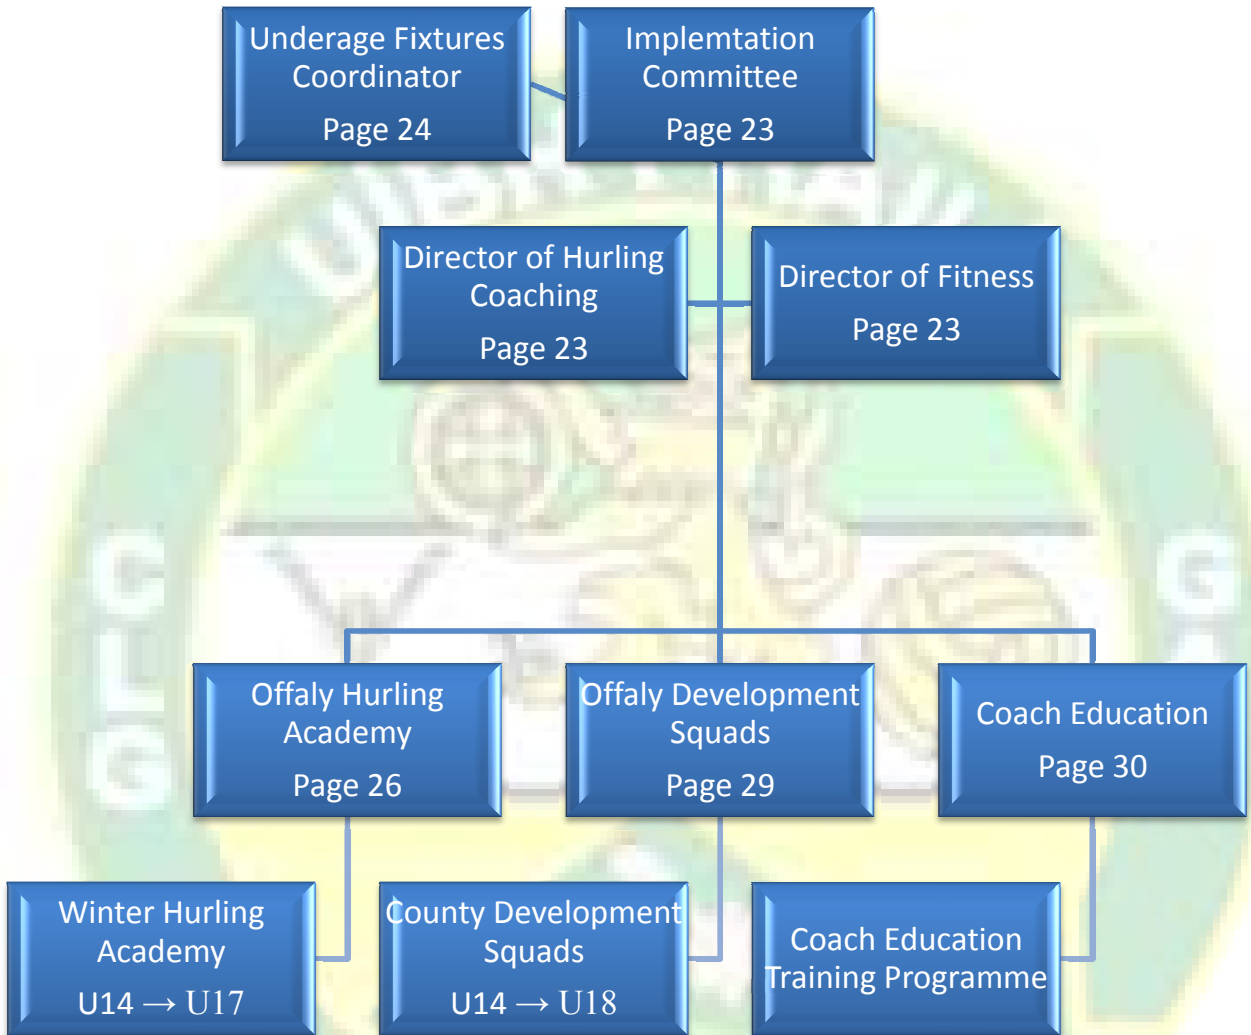 Underage Fixtures
Coordinator
Page 24
Implemtation
Committee
Page 23
Director of Hurling
Coaching
Page 23
Director of Fitness
Page 23
Offaly Hurling
Academy
Page 26
Offaly Development
Squads
Page 29
Coach Education
Page 30
Winter Hurling
Academy
U14 → U17
County Development
Squads
U14 → U18
Coach Education
Training Programme
CLG